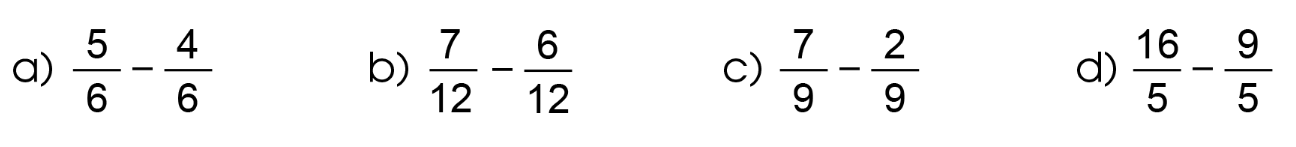 a) 5/6 − 4/6 b) 7/12 − 6/12 c) 7/9 − 2/9 d) 16/5 − 9/5